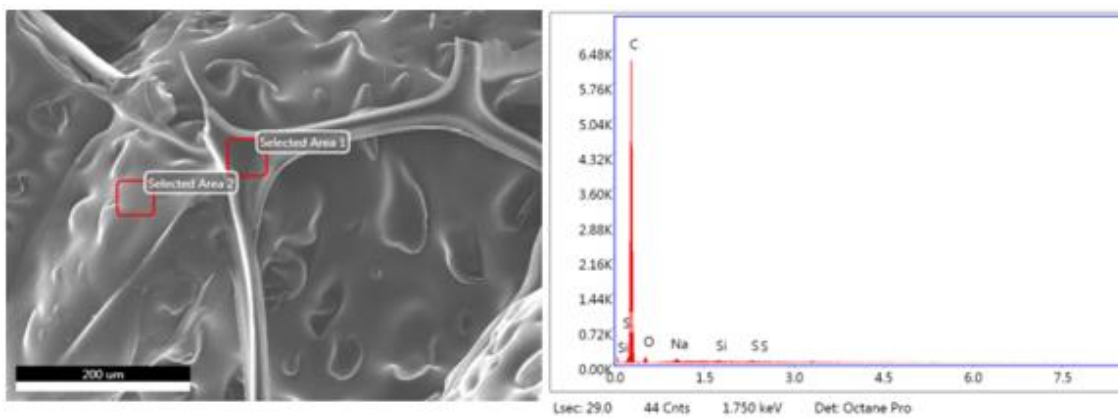 Selected Area 1
Selected Area 2
200 um
6.48K
5.76K
5.04K
4.32K
3.60K
2.88K
2.16K
1.44K
0.72K
0.00K
C
S
Si
O
Na
Si
S S
0.0 1.5 3.0 4.5 6.0 7.5
Lsec: 29.0 44 Cnts 1.750 keV Det: Octane Pro